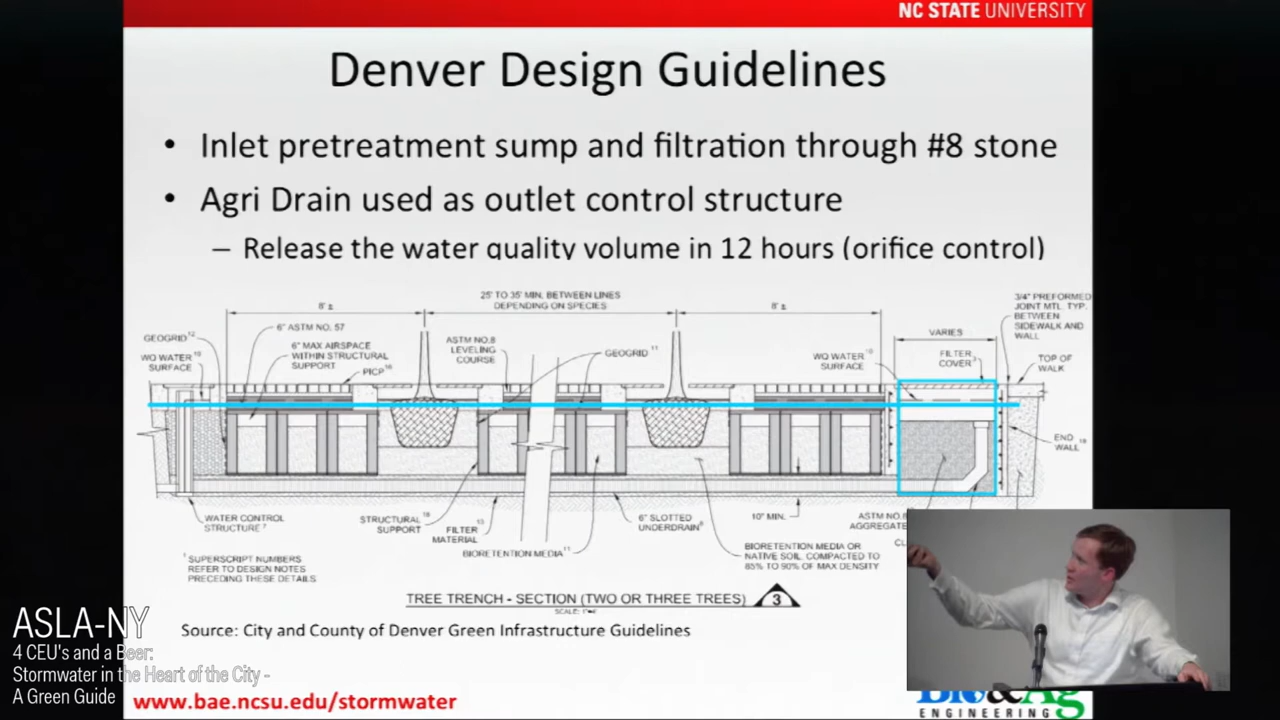 NC STATE UNIVERSITY
Denver Design Guidelines
• Inlet pretreatment sump and filtration through #8 stone
• Agri Drain used as outlet control structure
– Release the water quality volume in 12 hours (orifice control)
25' TO 35' MIN. BETWEEN LINES
DEPENDING ON SPECIES
8' ±
8' ±
3/4" PREFORMED
JOINT MTL. TYP.
BETWEEN
SIDEWALK AND
WALL
VARIES
6" ASTM NO. 57
GEOGRID
6" MAX AIRSPACE
WITHIN STRUCTURAL
SUPPORT
ASTM NO.8
LEVELING
COURSE
GEOGRID
WQ WATER
SURFACE
PICP
WQ WATER
SURFACE
FILTER
COVER
TOP OF
WALK
END
WALL
WATER CONTROL
STRUCTURE
STRUCTURAL
SUPPORT
FILTER
MATERIAL
BIORETENTION MEDIA
6" SLOTTED
UNDERDRAIN
10" MIN.
ASTM NO.8
AGGREGATE
BIORETENTION MEDIA OR
NATIVE SOIL, COMPACTED TO
85% TO 90% OF MAX DENSITY
SUPERSCRIPT NUMBERS
REFER TO DESIGN NOTES
PRECEDING THESE DETAILS
TREE TRENCH - SECTION (TWO OR THREE TREES)
3
Source: City and County of Denver Green Infrastructure Guidelines
ASLA-NY
4 CEU's and a Beer:
Stormwater in the Heart of the City -
A Green Guide
www.bae.ncsu.edu/stormwater
Bio&Ag
ENGINEERING